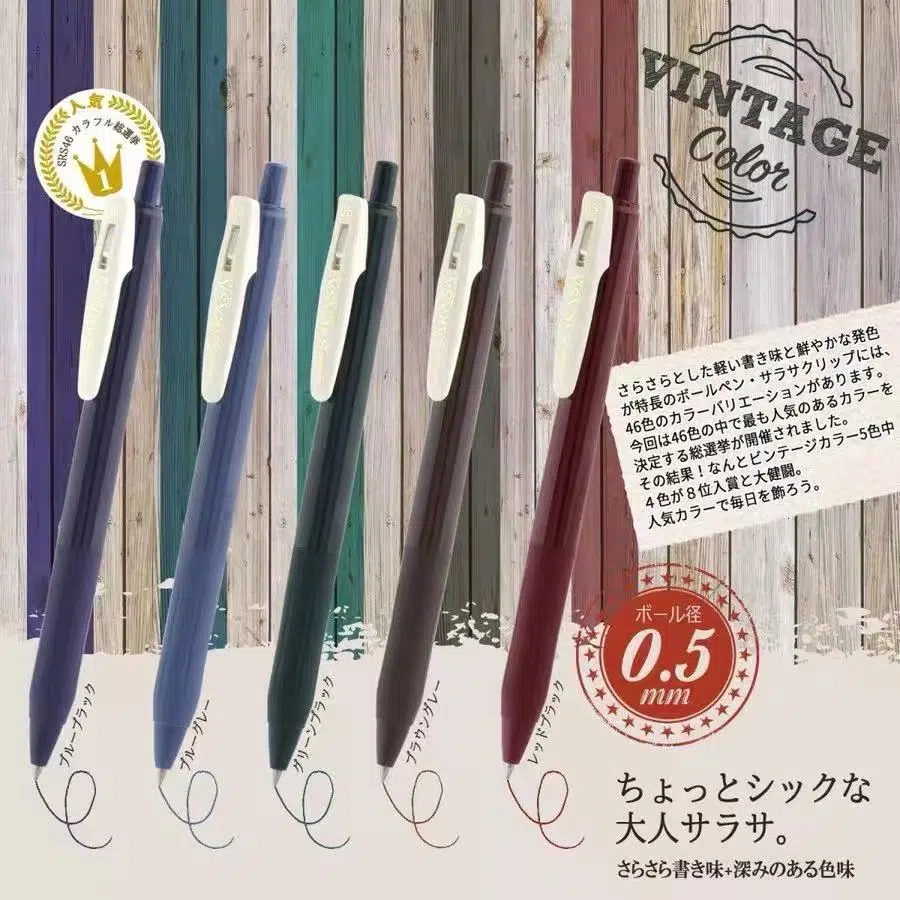 人気
SRS46 カラフル総選挙
1
VINTAGE
Color
SARASA
SARASA
SARASA
SARASA
SARASA
さらさらとした軽い書き味と鮮やかな発色
が特長のボールペン・サラサクリップには、
46色のカラーバリエーションがあります。
今回は46色の中で最も人気のあるカラーを
決定する総選挙が開催されました。
その結果！なんとビンテージカラー5色中
４色が８位入賞と大健闘。
人気カラーで毎日を飾ろう。
ボール径
0.5
mm
ブルーブラック
ブルーグレー
グリーンブラック
ブラウングレー
レッドブラック
ちょっとシックな
大人サラサ。
さらさら書き味+深みのある色味